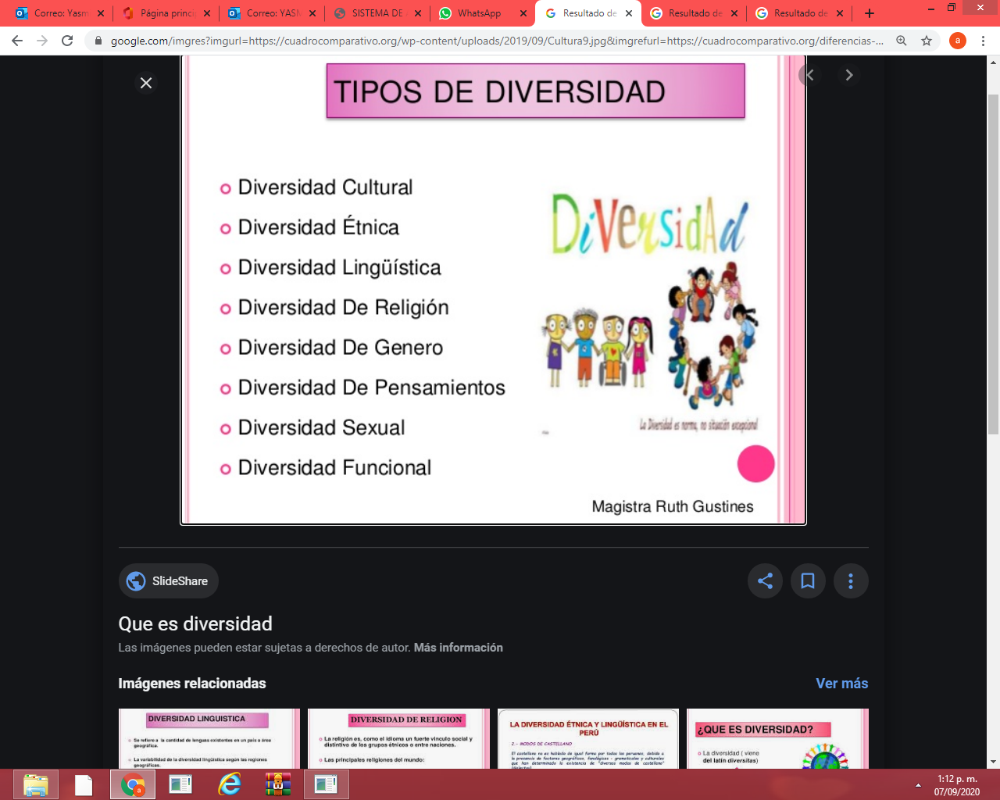 Correo: Yasm
Página princi
Correo: YASM
SISTEMA DE
WhatsApp
Resultado de
Resultado de
Resultado de
google.com/imgres?imgurl=https://cuadrocomparativo.org/wp-content/uploads/2019/09/Cultura9.jpg&imgrefurl=https://cuadrocomparativo.org/diferencias-...
a
TIPOS DE DIVERSIDAD
Diversidad Cultural
Diversidad Étnica
Diversidad Lingüística
Diversidad De Religión
Diversidad De Genero
Diversidad De Pensamientos
Diversidad Sexual
Diversidad Funcional
DiVersidAd
La Diversidad es norma, no situación excepcional
Magistra Ruth Gustines
SlideShare
Que es diversidad
Las imágenes pueden estar sujetas a derechos de autor. Más información
Imágenes relacionadas
Ver más
DIVERSIDAD LINGUISTICA
Se refiere a la cantidad de lenguas existentes en un país o área
geográfica.
La variabilidad de la diversidad lingüística según las regiones
geográficas.
DIVERSIDAD DE RELIGION
La religión es, como el idioma un fuerte vínculo social y
distintivo de los grupos étnicos o entre naciones.
Las principales religiones del mundo:
LA DIVERSIDAD ÉTNICA Y LINGÜÍSTICA EN EL
PERÚ
2.- MODOS DE CASTELLANO
El castellano no es hablado de igual forma por todos los peruanos, debido a
la presencia de factores geográficos, fonológicos - gramaticales y culturales
que han determinado la existencia de "diversos modos de castellano"
¿QUE ES DIVERSIDAD?
La diversidad ( viene
del latín diversitas)
a
1:12 p. m.
07/09/2020